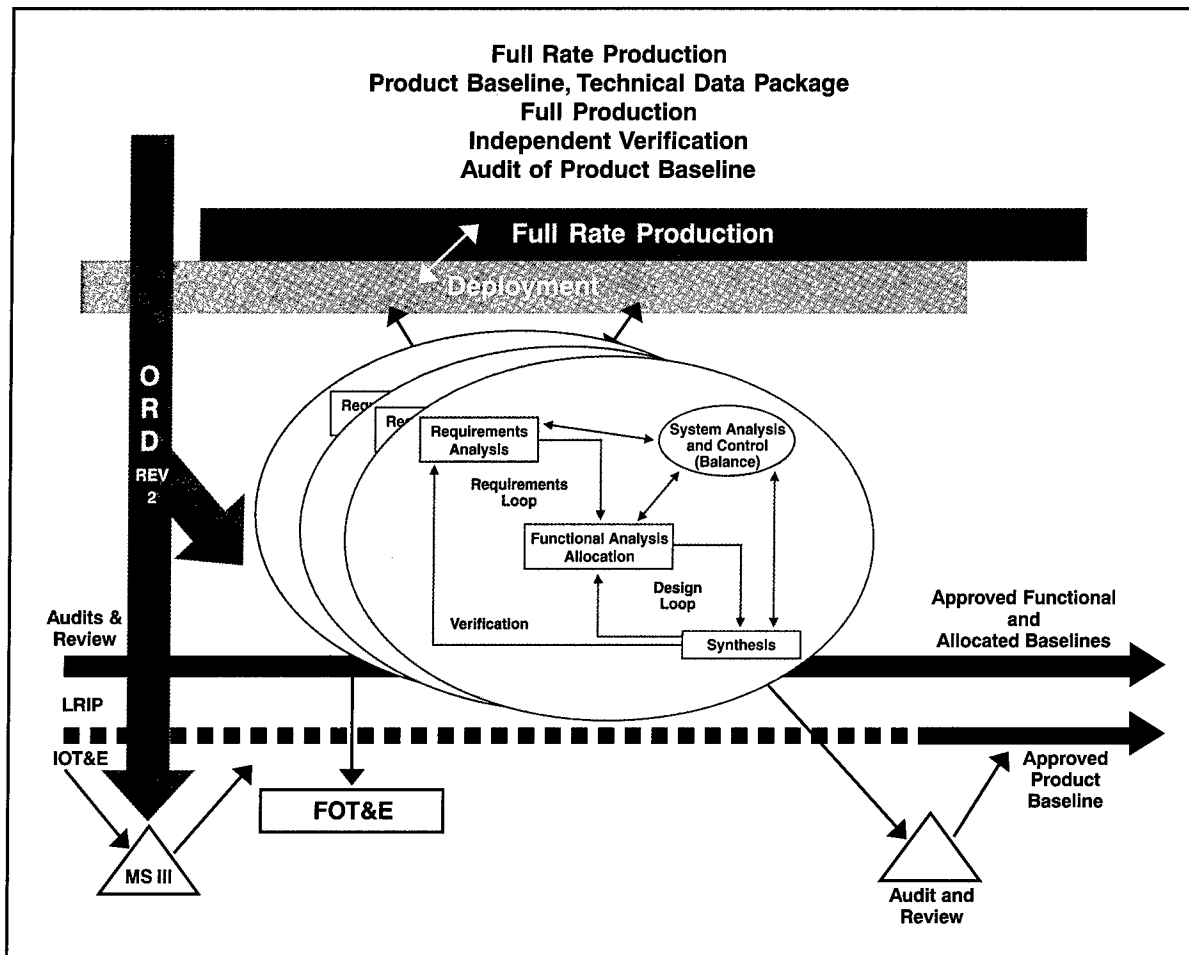 Full Rate Production
Product Baseline, Technical Data Package
Full Production
Independent Verification
Audit of Product Baseline
Full Rate Production
Deployment
O
R
D
REV
2
Requirements
Analysis
System Analysis
and Control
(Balance)
Requirements
Loop
Functional Analysis
Allocation
Design
Loop
Verification
Synthesis
Audits &
Review
Approved Functional
and
Allocated Baselines
LRIP
IOT&E
Approved
Product
Baseline
FOT&E
MS III
Audit and
Review